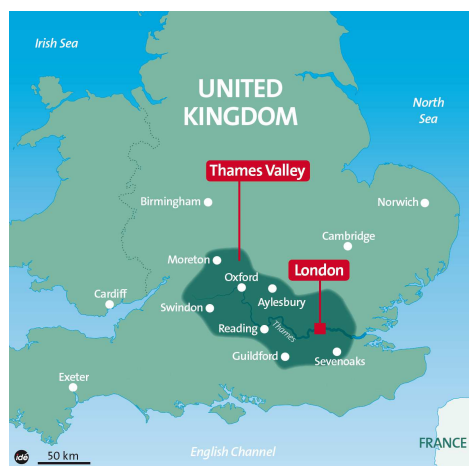 Irish Sea
UNITED
KINGDOM
North
Sea
Thames Valley
Birmingham
Norwich
Cambridge
Moreton
London
Oxford
Cardiff
Aylesbury
Swindon
Reading
Thames
Guildford
Sevenoaks
Exeter
FRANCE
English Channel
idé
50 km